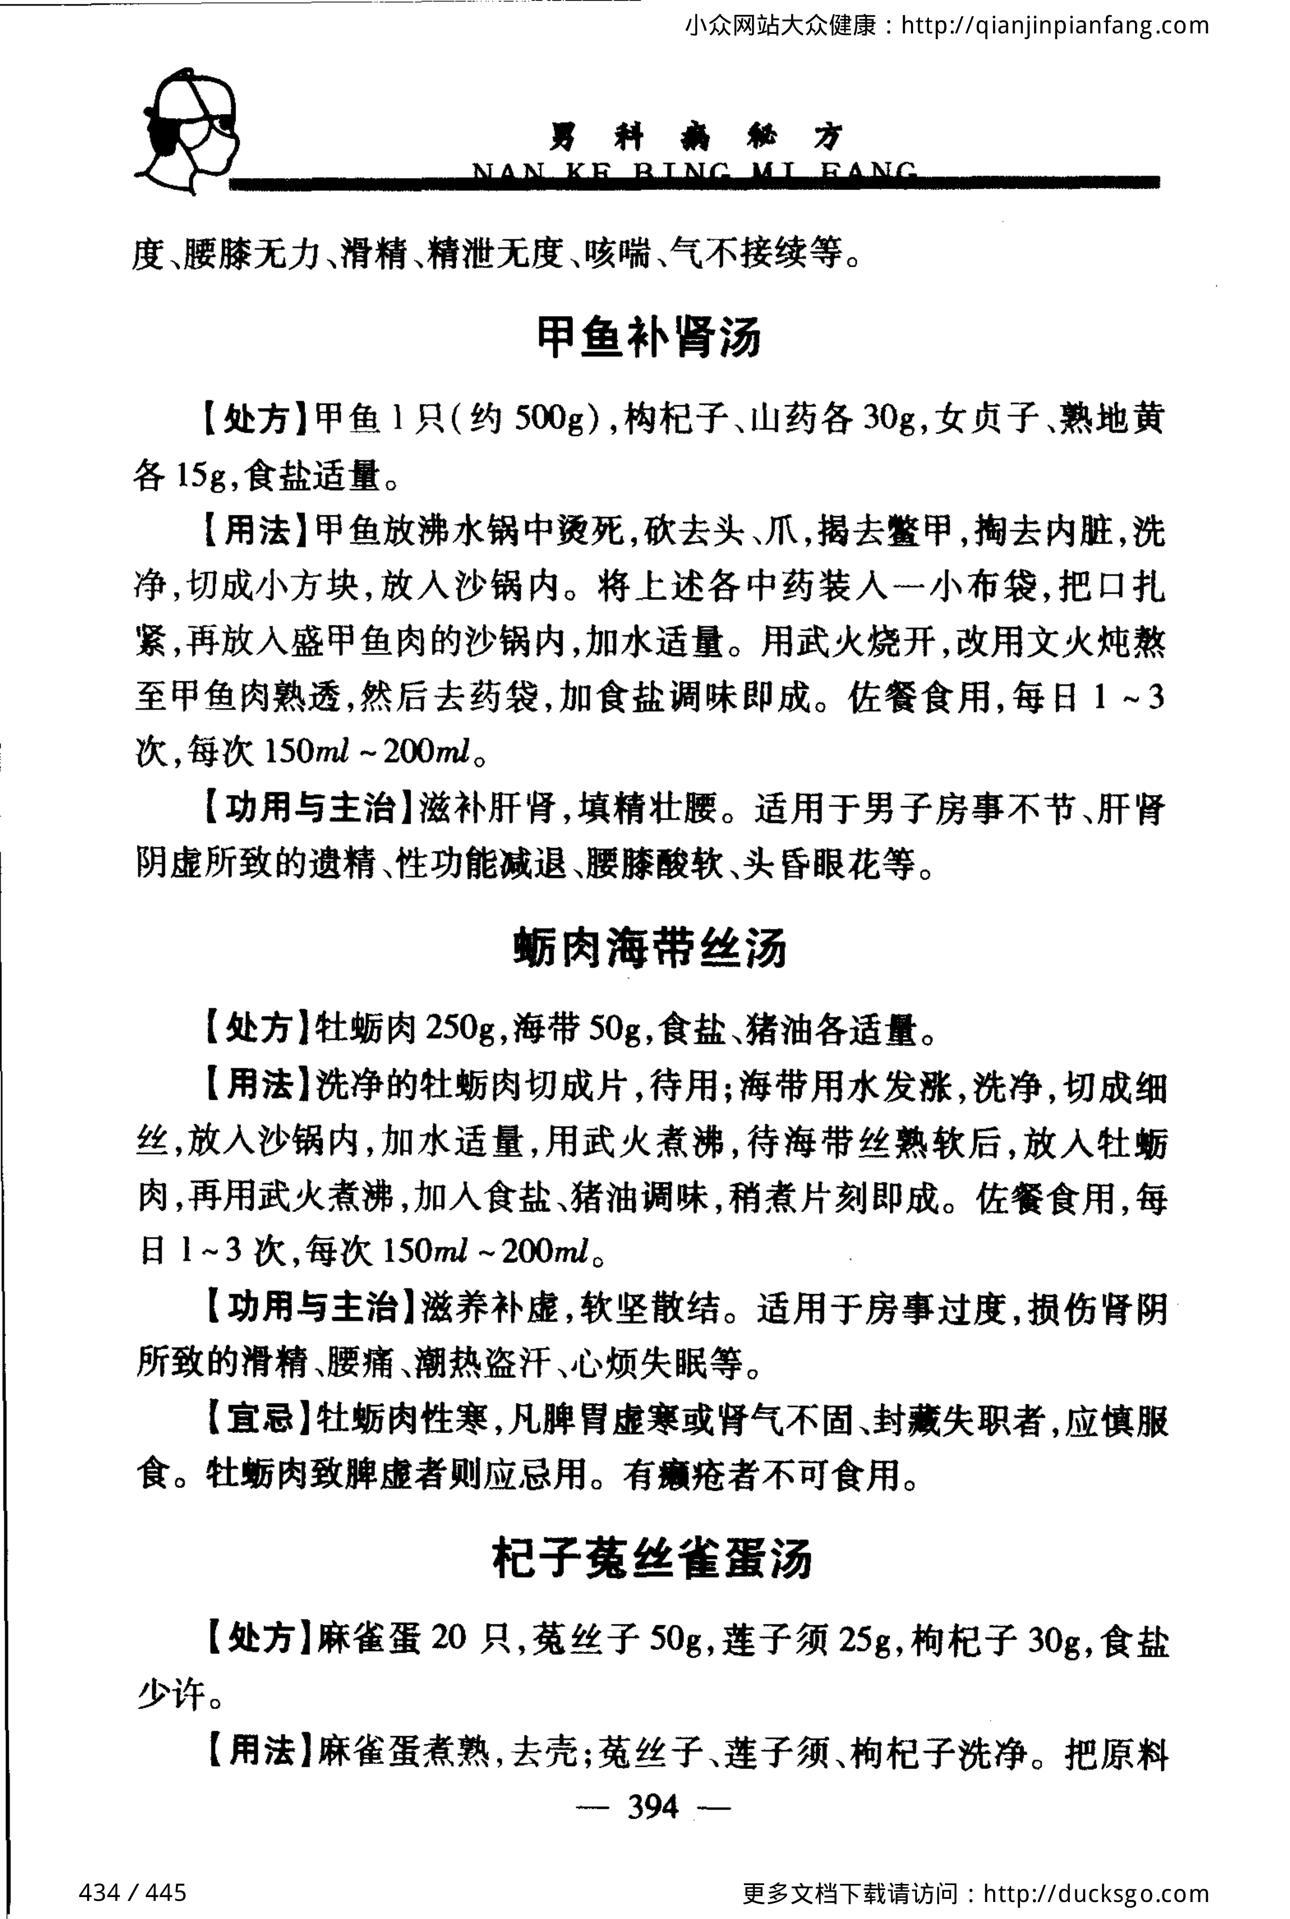 小众网站大众健康：http://qianjinpianfang.com
男科病秘方
NAN KE BING MI FANG
度、腰膝无力、滑精、精泄无度、咳喘、气不接续等。
甲鱼补肾汤
【处方】甲鱼1只(约500g),枸杞子、山药各30g,女贞子、熟地黄
各15g,食盐适量。
【用法】甲鱼放沸水锅中烫死,砍去头、爪,揭去鳖甲,掏去内脏,洗
净,切成小方块,放入沙锅内。将上述各中药装入一小布袋,把口扎
紧,再放入盛甲鱼肉的沙锅内,加水适量。用武火烧开,改用文火炖熬
至甲鱼肉熟透,然后去药袋,加食盐调味即成。佐餐食用,每日1~3
次,每次150ml~200ml。
【功用与主治】滋补肝肾,填精壮腰。适用于男子房事不节、肝肾
阴虚所致的遗精、性功能减退、腰膝酸软、头昏眼花等。
蛎肉海带丝汤
【处方】牡蛎肉250g,海带50g,食盐、猪油各适量。
【用法】洗净的牡蛎肉切成片,待用;海带用水发涨,洗净,切成细
丝,放入沙锅内,加水适量,用武火煮沸,待海带丝熟软后,放入牡蛎
肉,再用武火煮沸,加入食盐、猪油调味,稍煮片刻即成。佐餐食用,每
日1~3次,每次150ml~200ml。
【功用与主治】滋养补虚,软坚散结。适用于房事过度,损伤肾阴
所致的滑精、腰痛、潮热盗汗、心烦失眠等。
【宜忌】牡蛎肉性寒,凡脾胃虚寒或肾气不固、封藏失职者,应慎服
食。牡蛎肉致脾虚者则应忌用。有癞疮者不可食用。
杞子菟丝雀蛋汤
【处方】麻雀蛋20只,菟丝子50g,莲子须25g,枸杞子30g,食盐
少许。
【用法】麻雀蛋煮熟,去壳;菟丝子、莲子须、枸杞子洗净。把原料
— 394 —
434 / 445
更多文档下载请访问：http://ducksgo.com